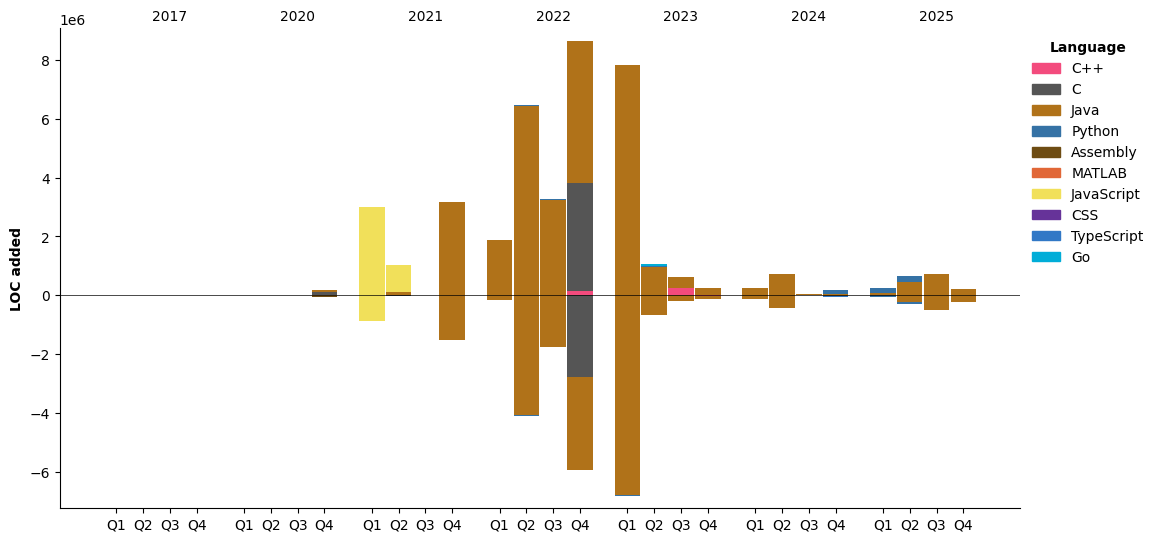 1e6
2017 2020 2021 2022 2023 2024 2025
LOC added
8
6
4
2
0
−2
−4
−6
Q1 Q2 Q3 Q4 Q1 Q2 Q3 Q4 Q1 Q2 Q3 Q4 Q1 Q2 Q3 Q4 Q1 Q2 Q3 Q4 Q1 Q2 Q3 Q4 Q1 Q2 Q3 Q4
Language
C++
C
Java
Python
Assembly
MATLAB
JavaScript
CSS
TypeScript
Go